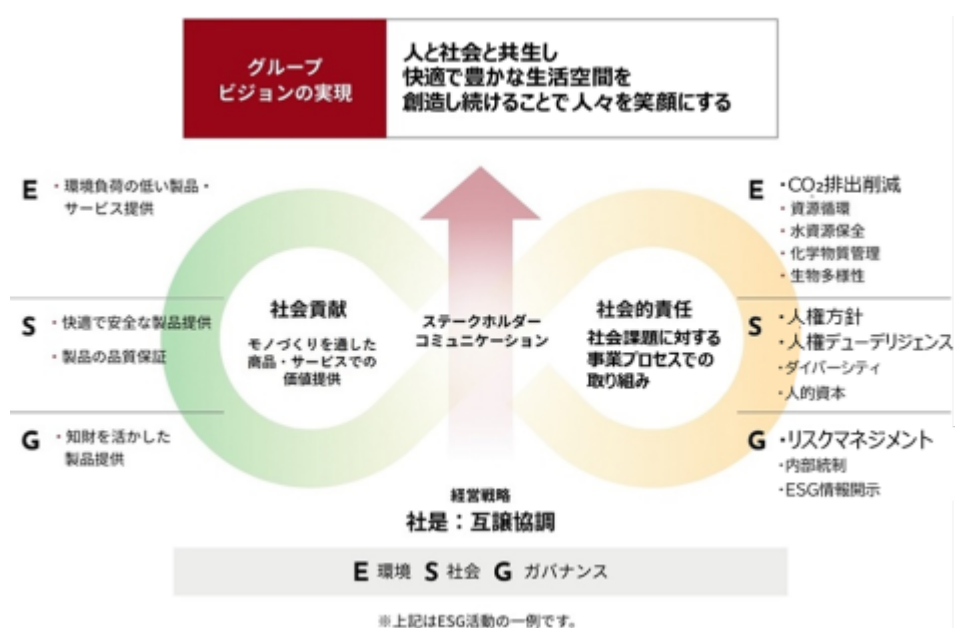 グループ
ビジョンの実現
人と社会と共生し
快適で豊かな生活空間を
創造し続けることで人々を笑顔にする
E ・環境負荷の低い製品・
サービス提供
S ・快適で安全な製品提供
・製品の品質保証
G ・知財を活かした
製品提供
社会貢献
モノづくりを通した
商品・サービスでの
価値提供
ステークホルダー
コミュニケーション
社会的責任
社会課題に対する
事業プロセスでの
取り組み
E ・CO₂排出削減
・資源循環
・水資源保全
・化学物質管理
・生物多様性
S ・人権方針
・人権デューデリジェンス
・ダイバーシティ
・人的資本
G ・リスクマネジメント
・内部統制
・ESG情報開示
経営戦略
社是：互譲協調
E 環境 S 社会 G ガバナンス
※上記はESG活動の一例です。